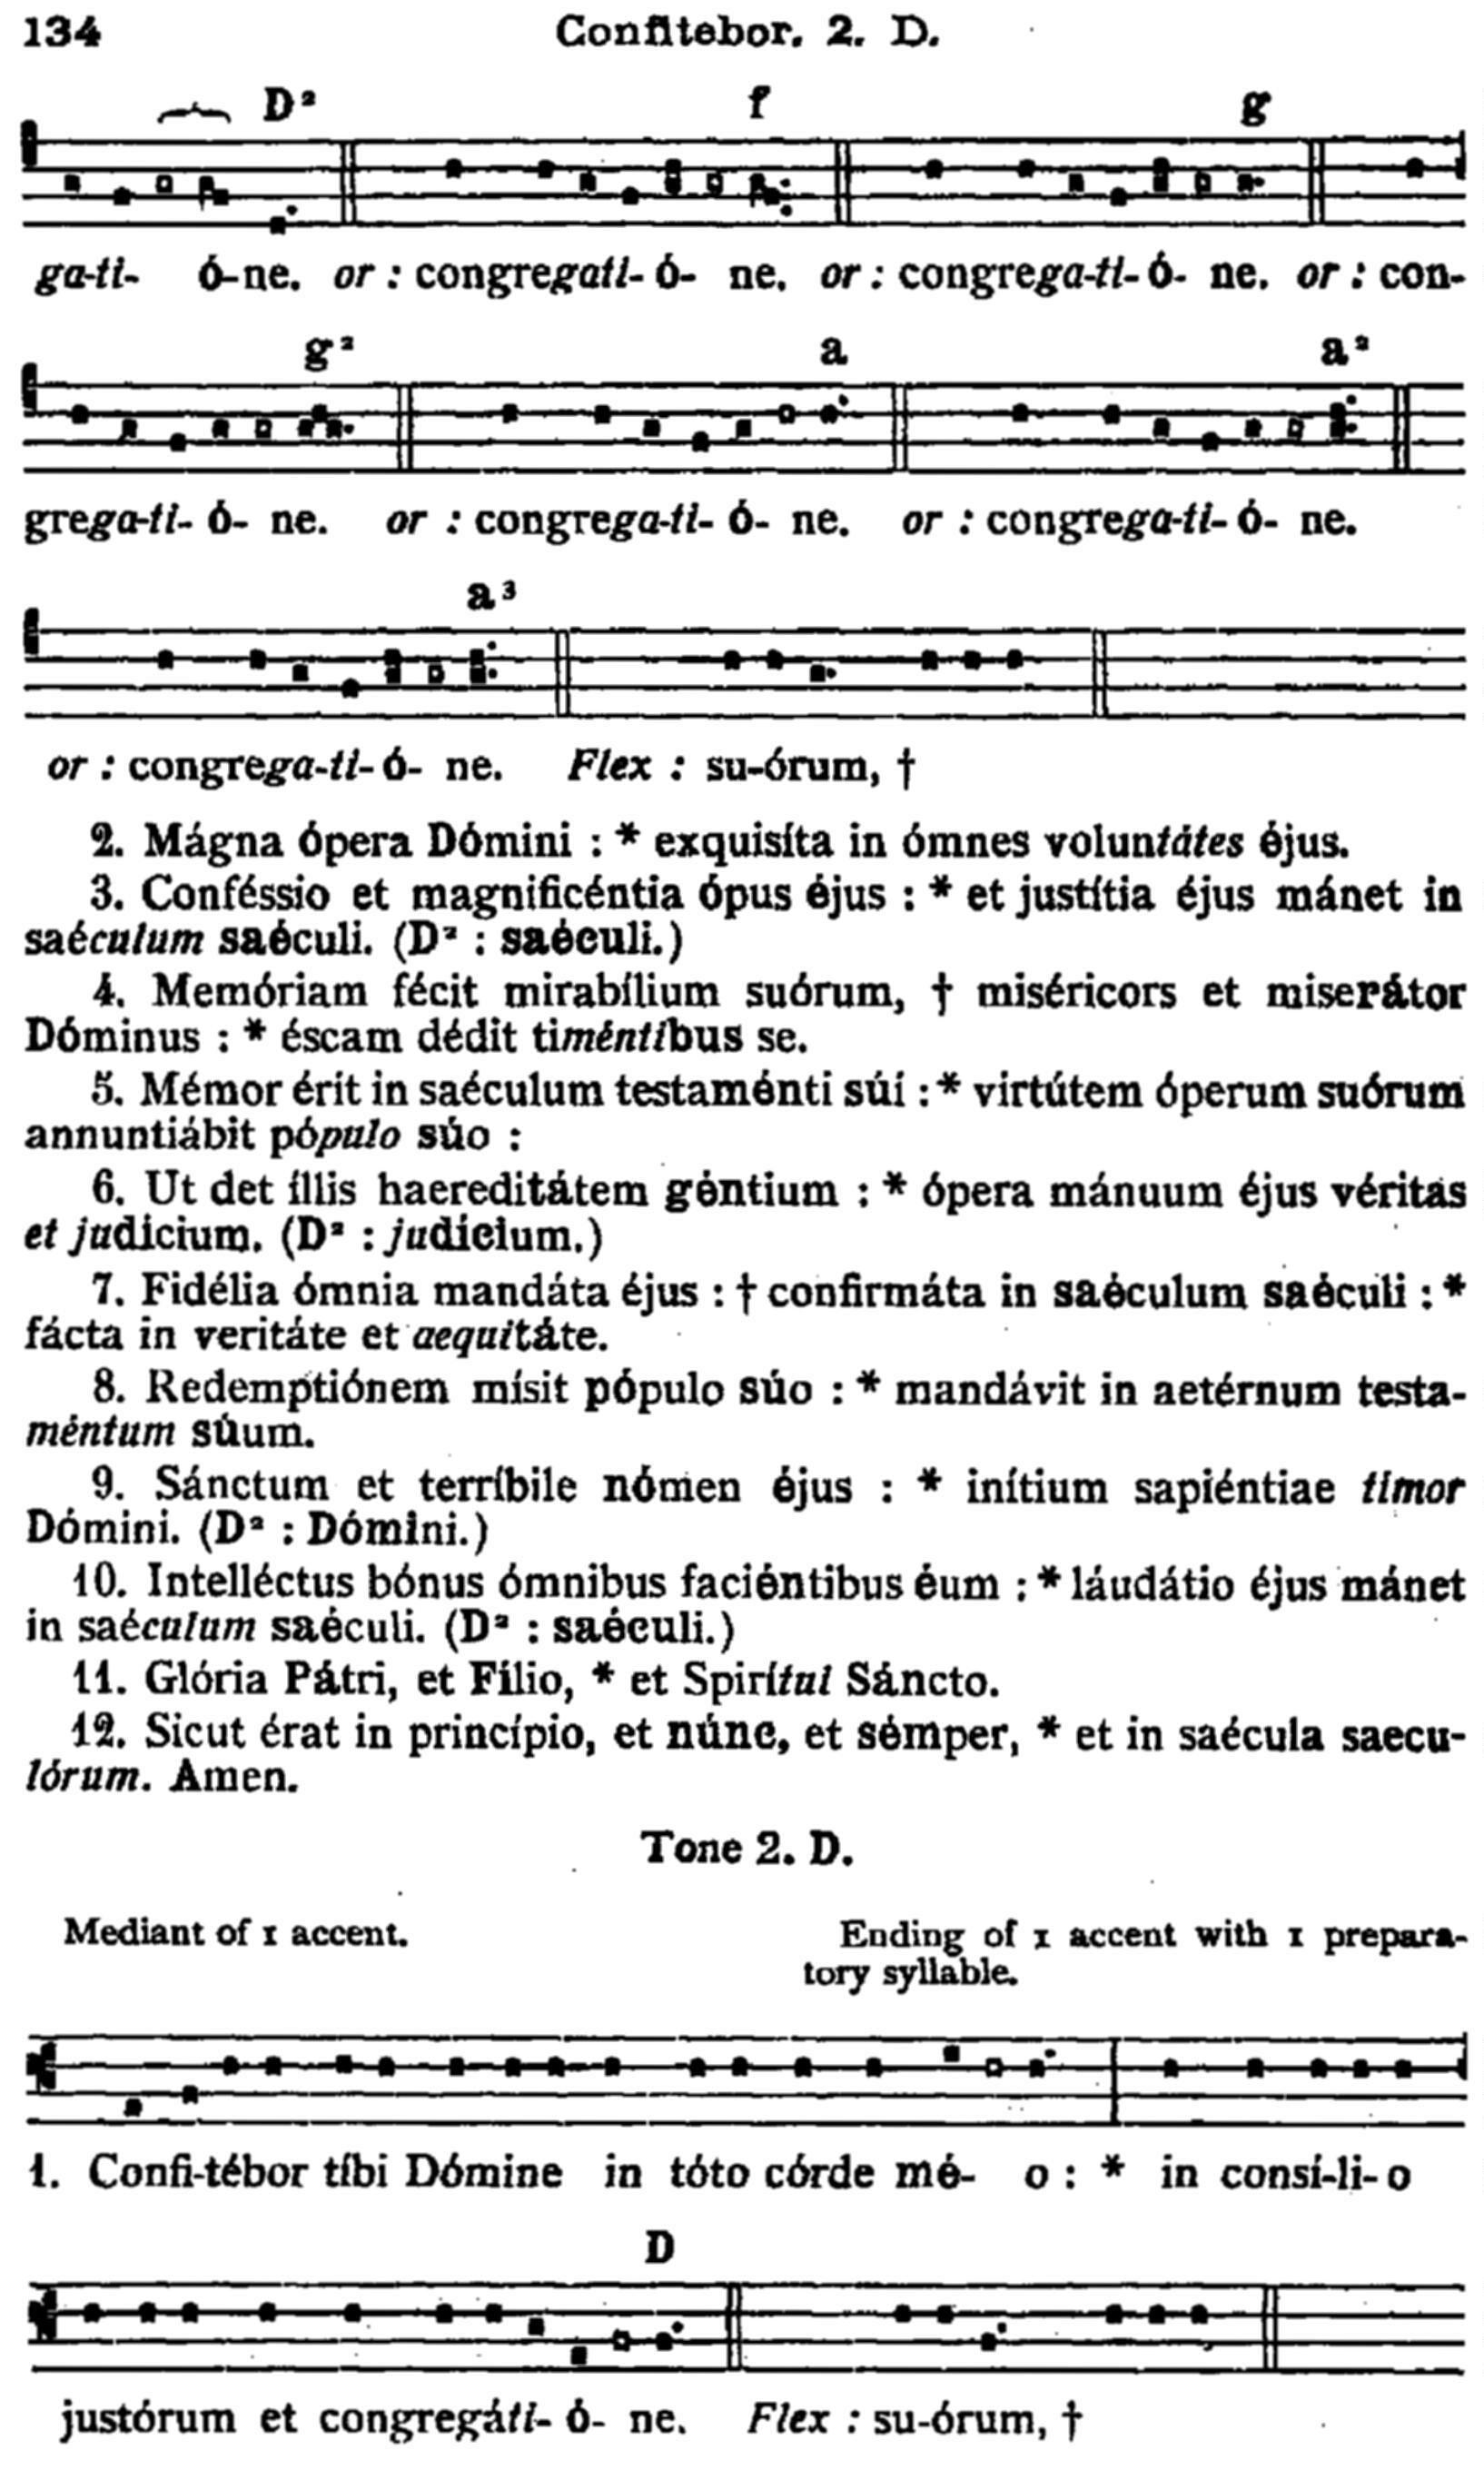 134 Confitebor. 2. D.
D² f g
ga-ti- ó-ne. or : congregati- ó- ne. or : congrega-ti- ó- ne. or : con-
g² a a²
grega-ti- ó- ne. or : congrega-ti- ó- ne. or : congrega-ti- ó- ne.
a³
or : congrega-ti- ó- ne. Flex : su-órum, †
2. Mágna ópera Dómini : * exquisíta in ómnes voluntátes éjus.
3. Conféssio et magnificéntia ópus éjus : * et justítia éjus mánet in
saéculum saéculi. (D² : saéculi.)
4. Memóriam fécit mirabílium suórum, † miséricors et miserátor
Dóminus : * éscam dédit timéntibus se.
5. Mémor érit in saéculum testaménti súi : * virtútem óperum suórum
annuntiábit pópulo súo :
6. Ut det íllis haereditátem géntium : * ópera mánuum éjus véritas
et judícium. (D² : judícium.)
7. Fidélia ómnia mandáta éjus : † confirmáta in saéculum saéculi : *
fácta in veritáte et aequitáte.
8. Redemptiónem mísit pópulo súo : * mandávit in aetérnum testa-
méntum súum.
9. Sánctum et terríbile nómen éjus : * inítium sapiéntiae tímor
Dómini. (D² : Dómini.)
10. Intelléctus bónus ómnibus faciéntibus éum : * láudátio éjus mánet
in saéculum saéculi. (D² : saéculi.)
11. Glória Pátri, et Fílio, * et Spirítui Sáncto.
12. Sicut érat in princípio, et núnc, et sémper, * et in saécula saecu-
lórum. Amen.
Tone 2. D.
Mediant of 1 accent. Ending of 1 accent with 1 prepara-
tory syllable.
1. Confi-tébor tíbi Dómine in tóto córde mé- o : * in consí-li- o
D
justórum et congregáti- ó- ne. Flex : su-órum, †